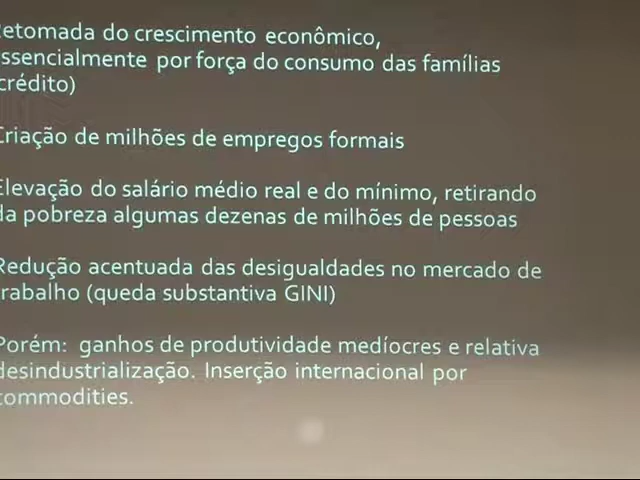 etomada do crescimento econômico,
ssencialmente por força do consumo das famílias
crédito)
Criação de milhões de empregos formais
Elevação do salário médio real e do mínimo, retirando
da pobreza algumas dezenas de milhões de pessoas
Redução acentuada das desigualdades no mercado de
rabalho (queda substantiva GINI)
Porém: ganhos de produtividade medíocres e relativa
desindustrialização. Inserção internacional por
commodities.